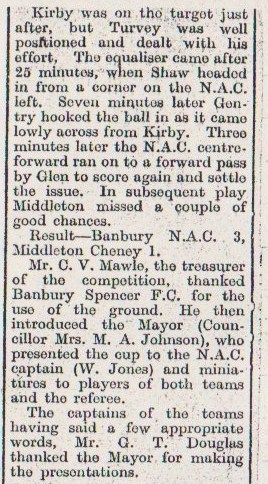 Kirby was on the target just
after, but Turvey was well
positioned and dealt with his
effort. The equaliser came after
25 minutes, when Shaw headed
in from a corner on the N.A.C.
left. Seven minutes later Gen-
try hooked the ball in as it came
lowly across from Kirby. Three
minutes later the N.A.C. centre-
forward ran on to a forward pass
by Glen to score again and settle
the issue. In subsequent play
Middleton missed a couple of
good chances.
Result—Banbury N.A.C. 3,
Middleton Cheney 1.
Mr. C. V. Mawle, the treasurer
of the competition, thanked
Banbury Spencer F.C. for the
use of the ground. He then
introduced the Mayor (Coun-
cillor Mrs. M. A. Johnson), who
presented the cup to the N.A.C.
captain (W. Jones) and minia-
tures to players of both teams
and the referee.
The captains of the teams
having said a few appropriate
words, Mr. G. T. Douglas
thanked the Mayor for making
the presentations.